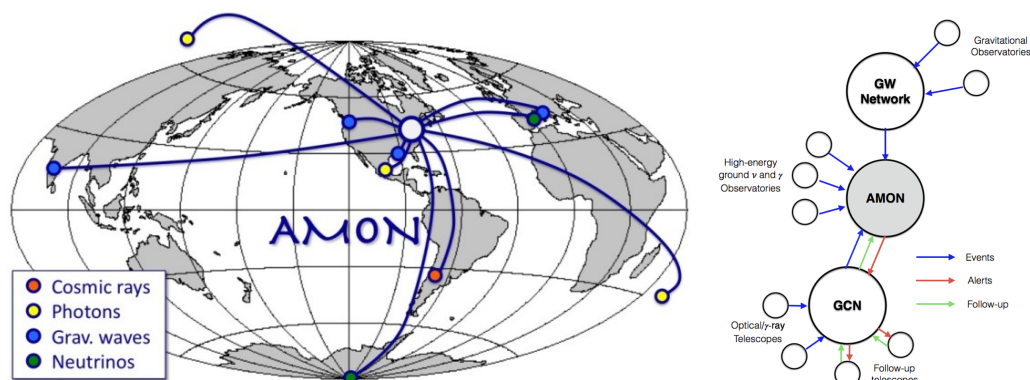 AMON
Cosmic rays
Photons
Grav. waves
Neutrinos
Gravitational
Observatories
GW
Network
High-energy
ground ν and γ
Observatories
AMON
Events
Alerts
Follow-up
GCN
Optical/γ-ray
Telescopes
Follow-up
telescopes